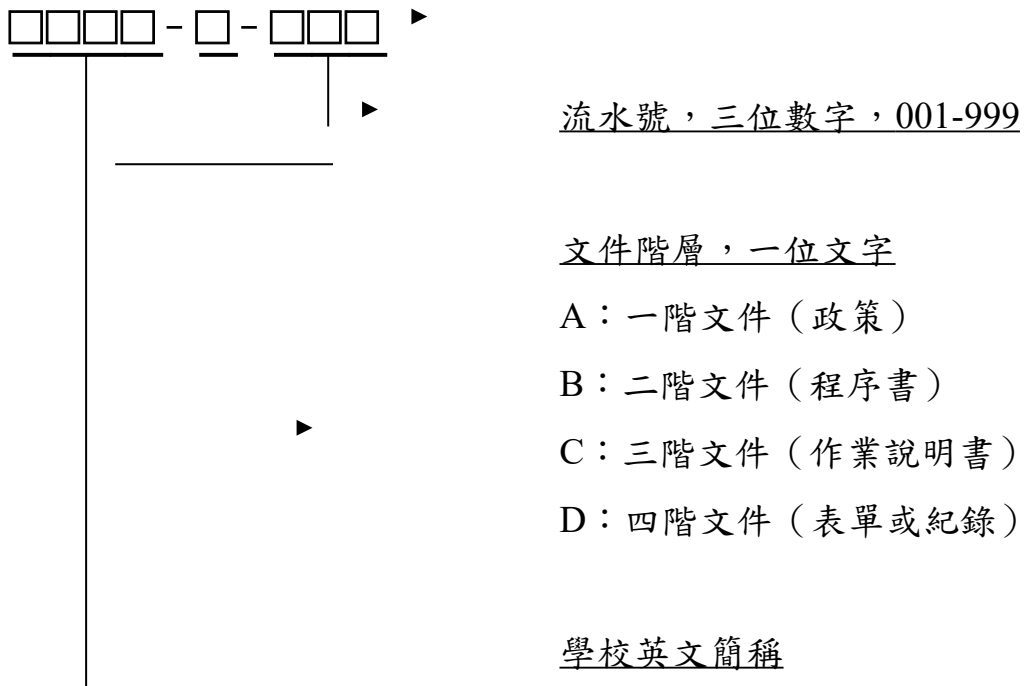 □□□□-□-□□□
流水號，三位數字，001-999
文件階層，一位文字
A：一階文件（政策）
B：二階文件（程序書）
C：三階文件（作業說明書）
D：四階文件（表單或紀錄）
學校英文簡稱